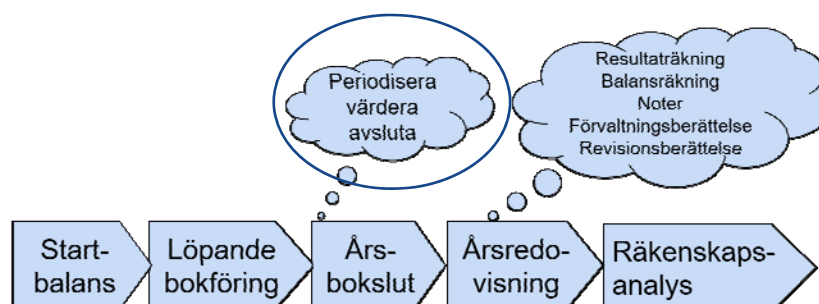 Periodisera
värdera
avsluta
Resultaträkning
Balansräkning
Noter
Förvaltningsberättelse
Revisionsberättelse
Start-
balans
Löpande
bokföring
Års-
bokslut
Årsredo-
visning
Räkenskaps-
analys